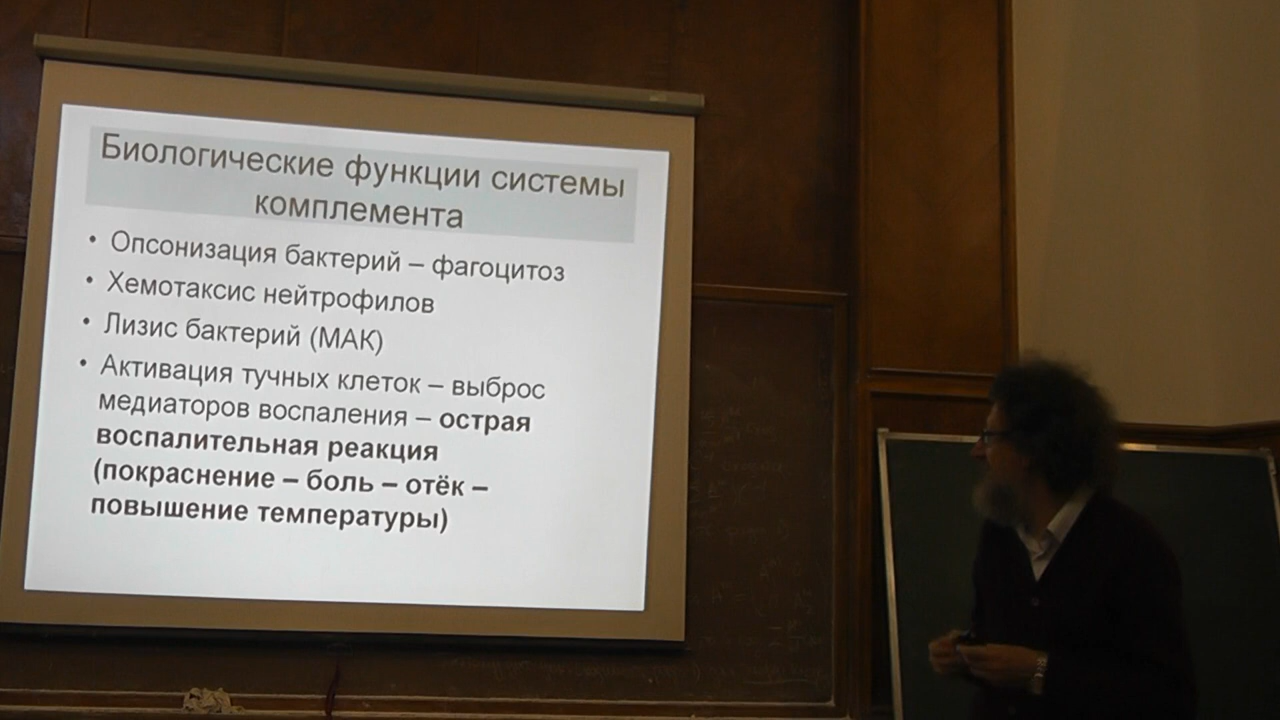 Биологические функции системы
комплемента
• Опсонизация бактерий – фагоцитоз
• Хемотаксис нейтрофилов
• Лизис бактерий (МАК)
• Активация тучных клеток – выброс
медиаторов воспаления – острая
воспалительная реакция
(покраснение – боль – отёк –
повышение температуры)